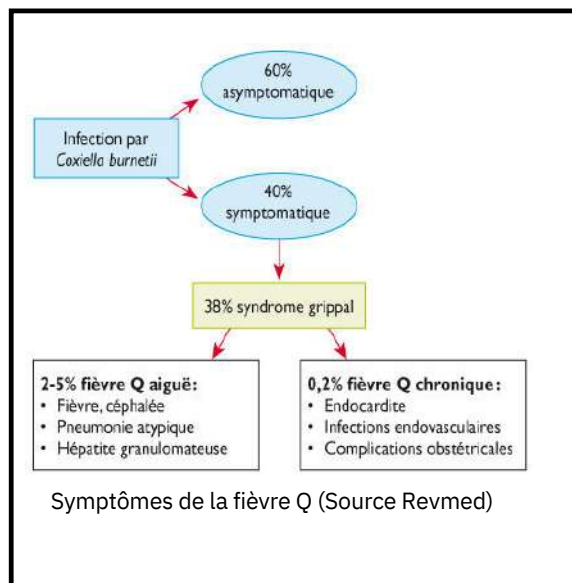 60%
asymptomatique
Infection par
Coxiella burnetii
40%
symptomatique
38% syndrome grippal
2-5% fièvre Q aiguë:
• Fièvre, céphalée
• Pneumonie atypique
• Hépatite granulomateuse
0,2% fièvre Q chronique:
• Endocardite
• Infections endovasculaires
• Complications obstétricales
Symptômes de la fièvre Q (Source Revmed)